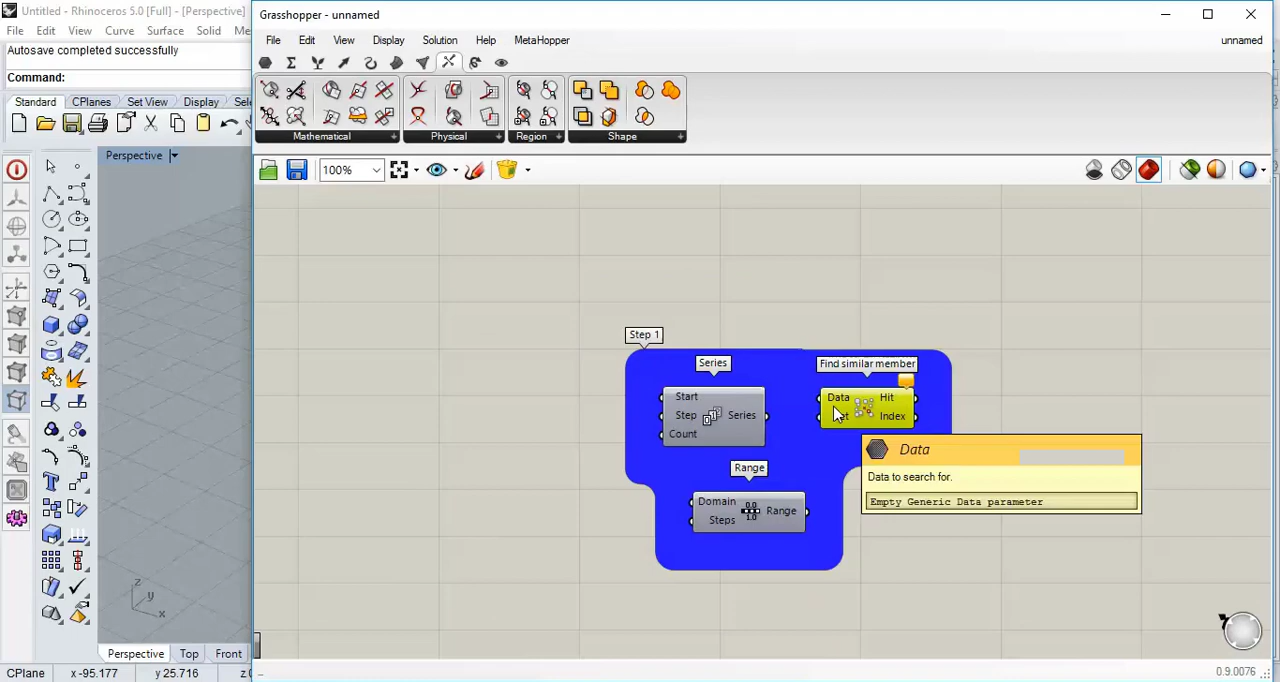 Untitled - Rhinoceros 5.0 [Full] - [Perspective]
File Edit View Curve Surface Solid Me
Autosave completed successfully
Command:
Standard CPlanes Set View Display Sele
Perspective
z
y
x
Perspective Top Front
CPlane x -95.177 y 25.716 z 0
Grasshopper - unnamed
File Edit View Display Solution Help MetaHopper unnamed
Mathematical Physical Region Shape
100%
Step 1
Series
Start
Step Series
Count
Find similar member
Data Hit
Index
Range
Domain
Steps Range
Data
Data to search for.
Empty Generic Data parameter
0.9.0076